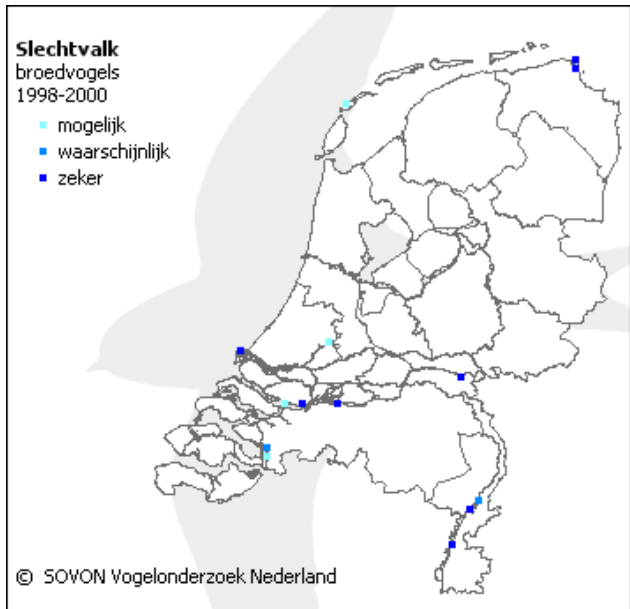 Slechtvalk
broedvogels
1998-2000
mogelijk
waarschijnlijk
zeker
© SOVON Vogelonderzoek Nederland